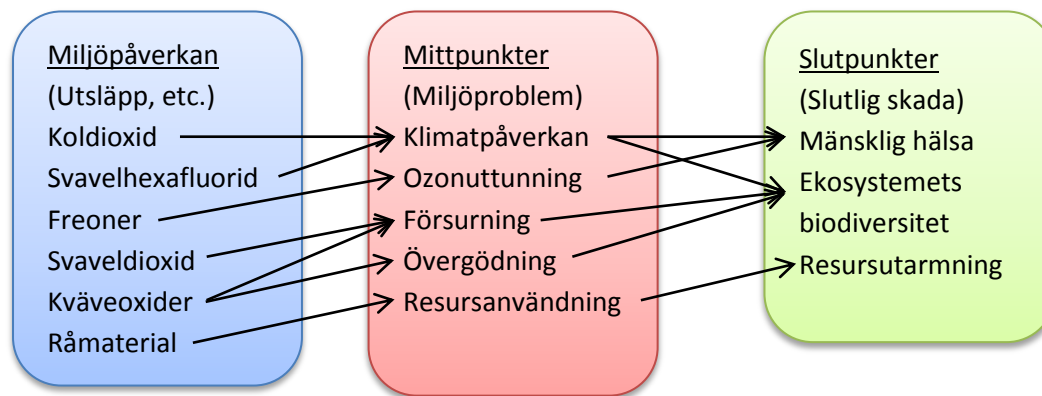 Miljöpåverkan
(Utsläpp, etc.)
Koldioxid
Svavelhexafluorid
Freoner
Svaveldioxid
Kväveoxider
Råmaterial
Mittpunkter
(Miljöproblem)
Klimatpåverkan
Ozonuttunning
Försurning
Övergödning
Resursanvändning
Slutpunkter
(Slutlig skada)
Mänsklig hälsa
Ekosystemets
biodiversitet
Resursutarmning